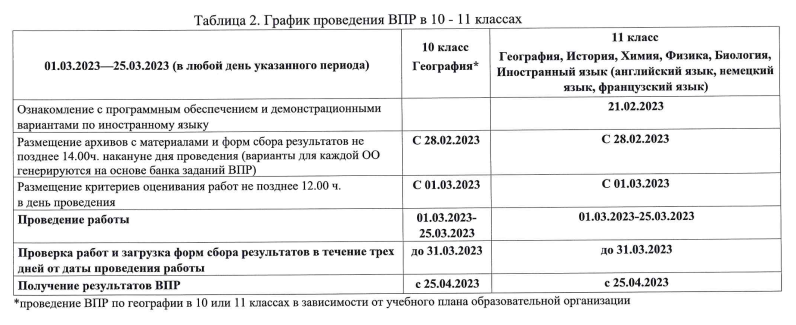 Таблица 2. График проведения ВПР в 10 - 11 классах
01.03.2023—25.03.2023 (в любой день указанного периода)
10 класс
География*
11 класс
География, История, Химия, Физика, Биология,
Иностранный язык (английский язык, немецкий
язык, французский язык)
Ознакомление с программным обеспечением и демонстрационными
вариантами по иностранному языку
21.02.2023
Размещение архивов с материалами и форм сбора результатов не
позднее 14.00ч. накануне дня проведения (варианты для каждой ОО
генерируются на основе банка заданий ВПР)
С 28.02.2023
С 28.02.2023
Размещение критериев оценивания работ не позднее 12.00 ч.
в день проведения
С 01.03.2023
С 01.03.2023
Проведение работы
01.03.2023-
25.03.2023
01.03.2023-25.03.2023
Проверка работ и загрузка форм сбора результатов в течение трех
дней от даты проведения работы
до 31.03.2023
до 31.03.2023
Получение результатов ВПР
с 25.04.2023
с 25.04.2023
*проведение ВПР по географии в 10 или 11 классах в зависимости от учебного плана образовательной организации